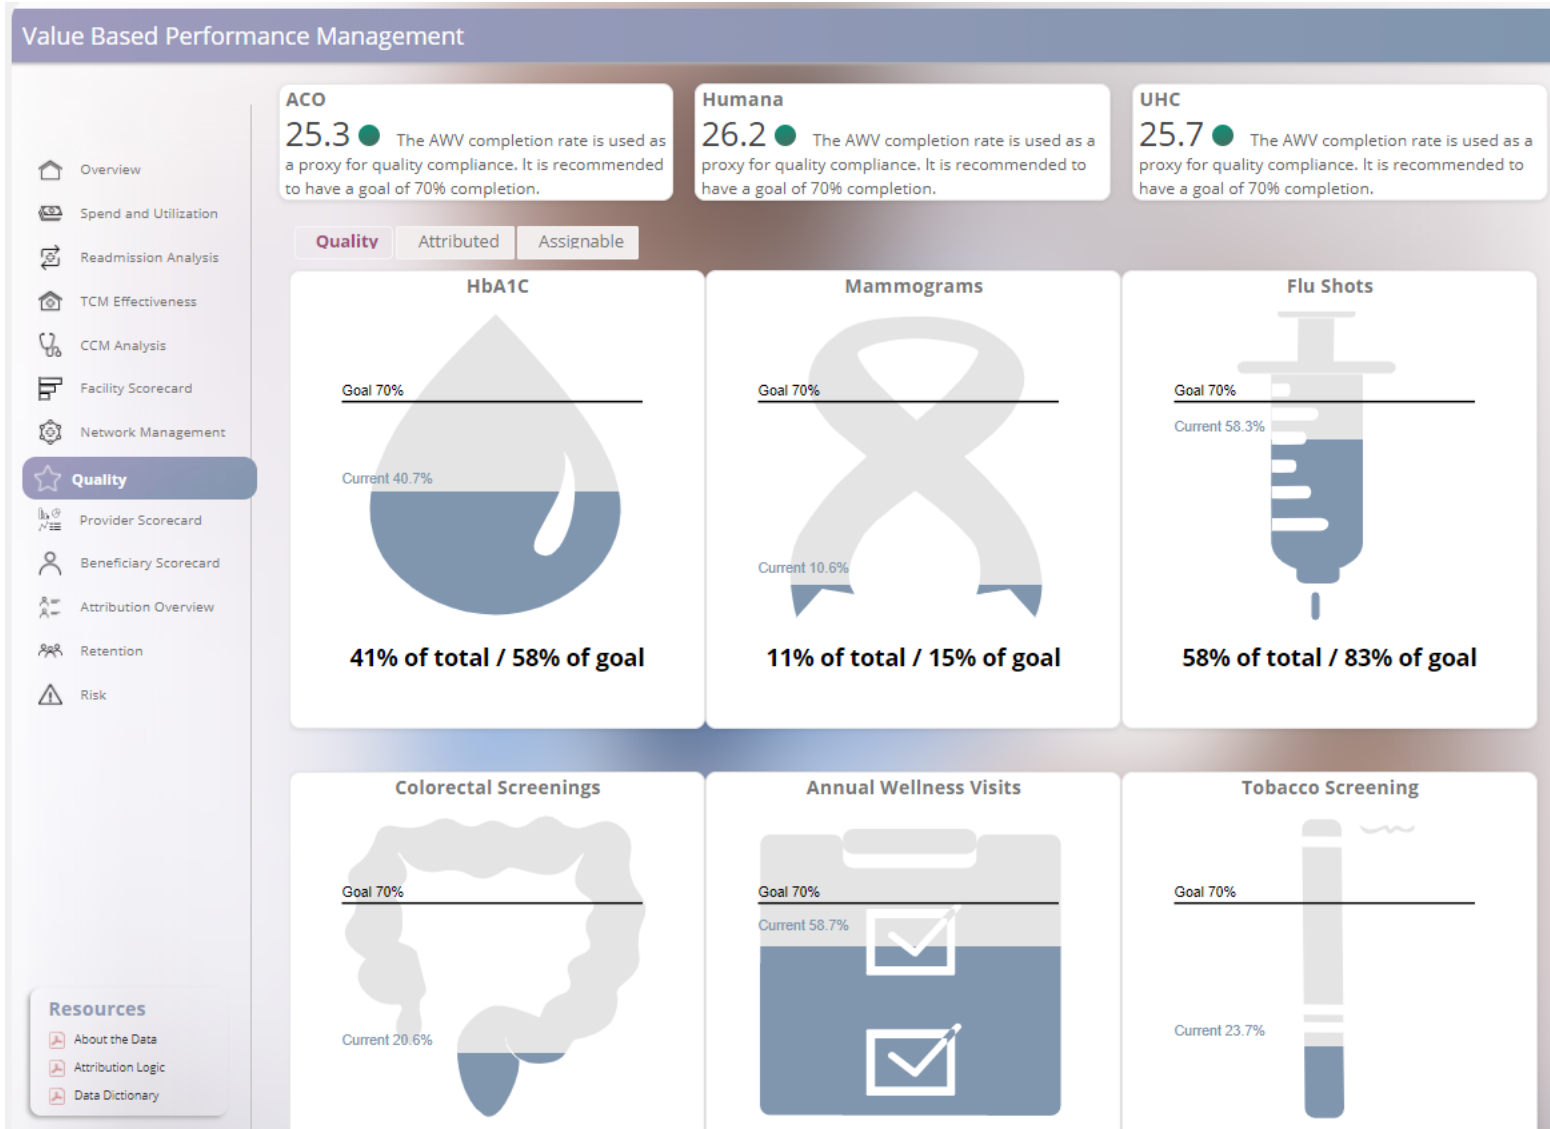 Value Based Performance Management
Overview
Spend and Utilization
Readmission Analysis
TCM Effectiveness
CCM Analysis
Facility Scorecard
Network Management
Quality
Provider Scorecard
Beneficiary Scorecard
Attribution Overview
Retention
Risk
Resources
About the Data
Attribution Logic
Data Dictionary
ACO
25.3 The AWV completion rate is used as
a proxy for quality compliance. It is recommended
to have a goal of 70% completion.
Humana
26.2 The AWV completion rate is used as a
proxy for quality compliance. It is recommended to
have a goal of 70% completion.
UHC
25.7 The AWV completion rate is used as a
proxy for quality compliance. It is recommended to
have a goal of 70% completion.
Quality Attributed Assignable
HbA1C
Goal 70%
Current 40.7%
41% of total / 58% of goal
Mammograms
Goal 70%
Current 10.6%
11% of total / 15% of goal
Flu Shots
Goal 70%
Current 58.3%
58% of total / 83% of goal
Colorectal Screenings
Goal 70%
Current 20.6%
Annual Wellness Visits
Goal 70%
Current 58.7%
Tobacco Screening
Goal 70%
Current 23.7%